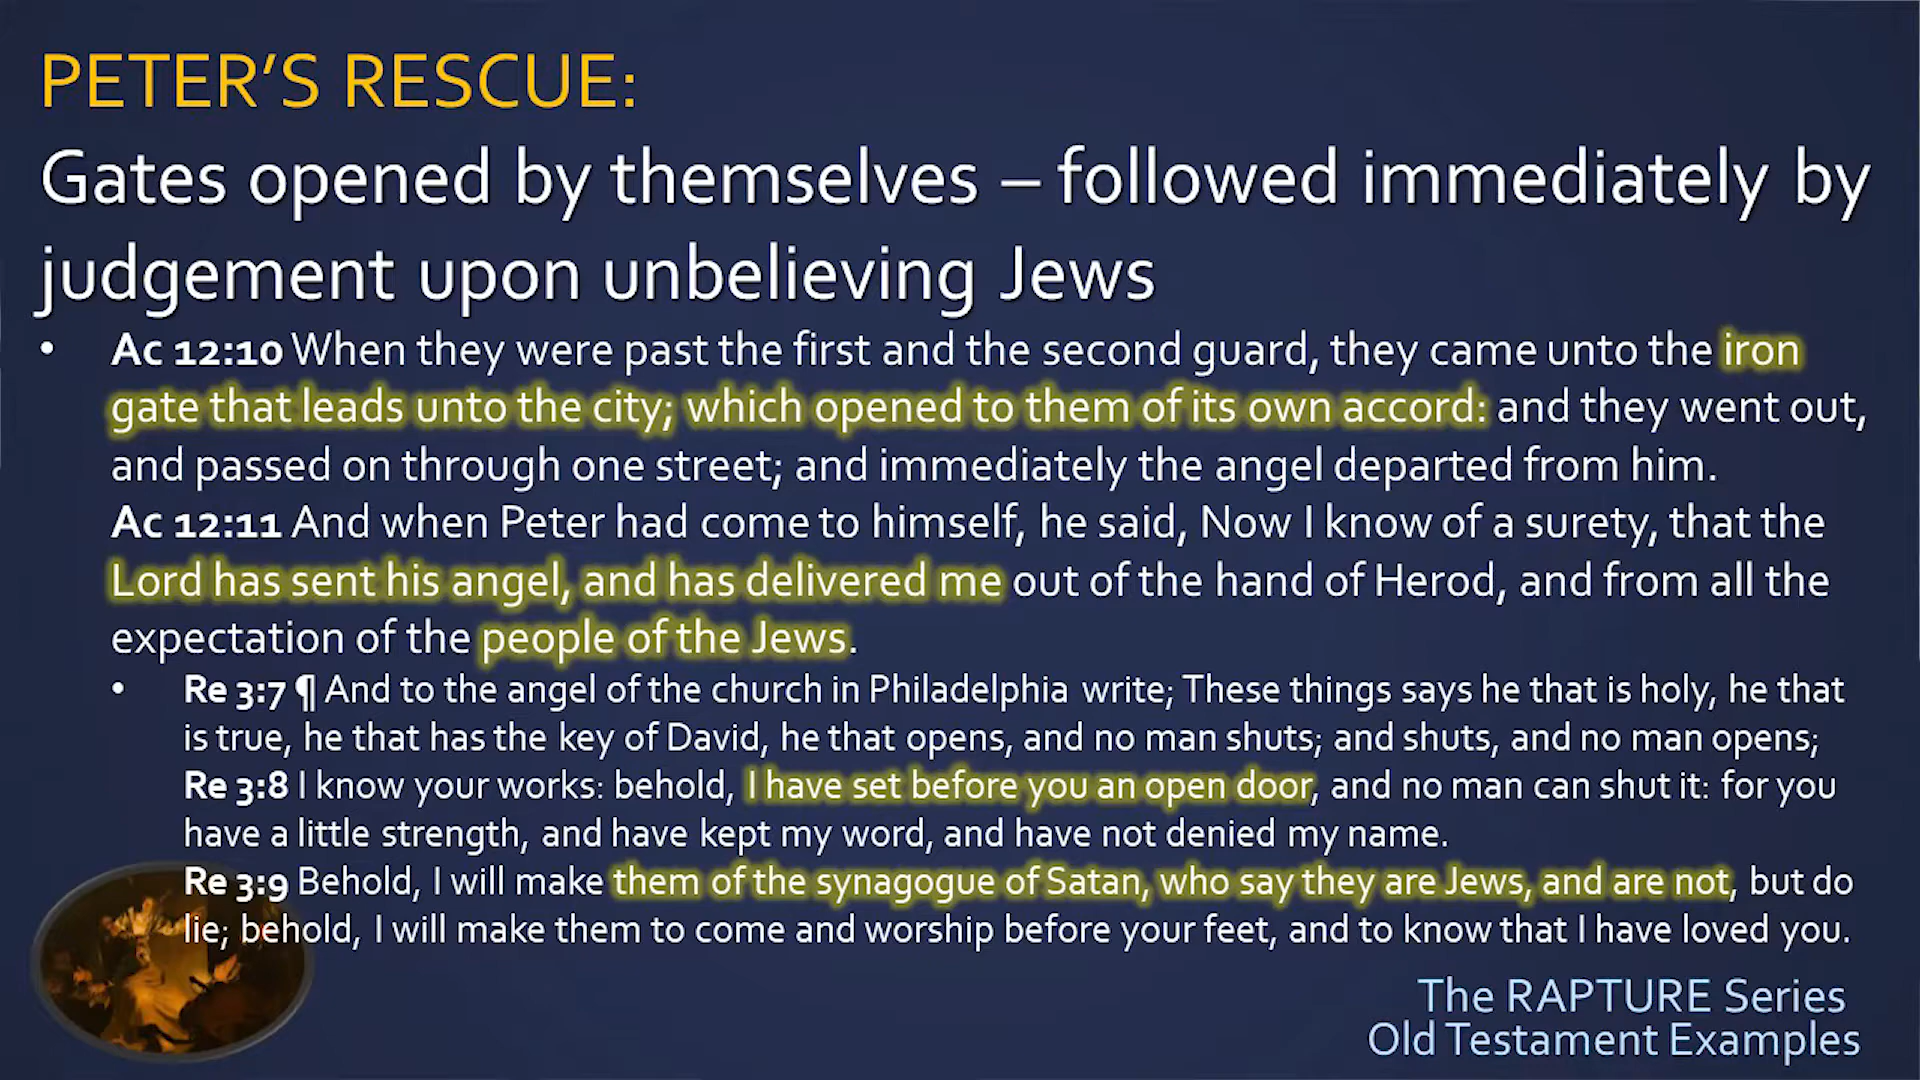 PETER’S RESCUE:
Gates opened by themselves – followed immediately by
judgement upon unbelieving Jews
• Ac 12:10 When they were past the first and the second guard, they came unto the iron
gate that leads unto the city; which opened to them of its own accord: and they went out,
and passed on through one street; and immediately the angel departed from him.
Ac 12:11 And when Peter had come to himself, he said, Now I know of a surety, that the
Lord has sent his angel, and has delivered me out of the hand of Herod, and from all the
expectation of the people of the Jews.
• Re 3:7 ¶ And to the angel of the church in Philadelphia write; These things says he that is holy, he that
is true, he that has the key of David, he that opens, and no man shuts; and shuts, and no man opens;
Re 3:8 I know your works: behold, I have set before you an open door, and no man can shut it: for you
have a little strength, and have kept my word, and have not denied my name.
Re 3:9 Behold, I will make them of the synagogue of Satan, who say they are Jews, and are not, but do
lie; behold, I will make them to come and worship before your feet, and to know that I have loved you.
The RAPTURE Series
Old Testament Examples